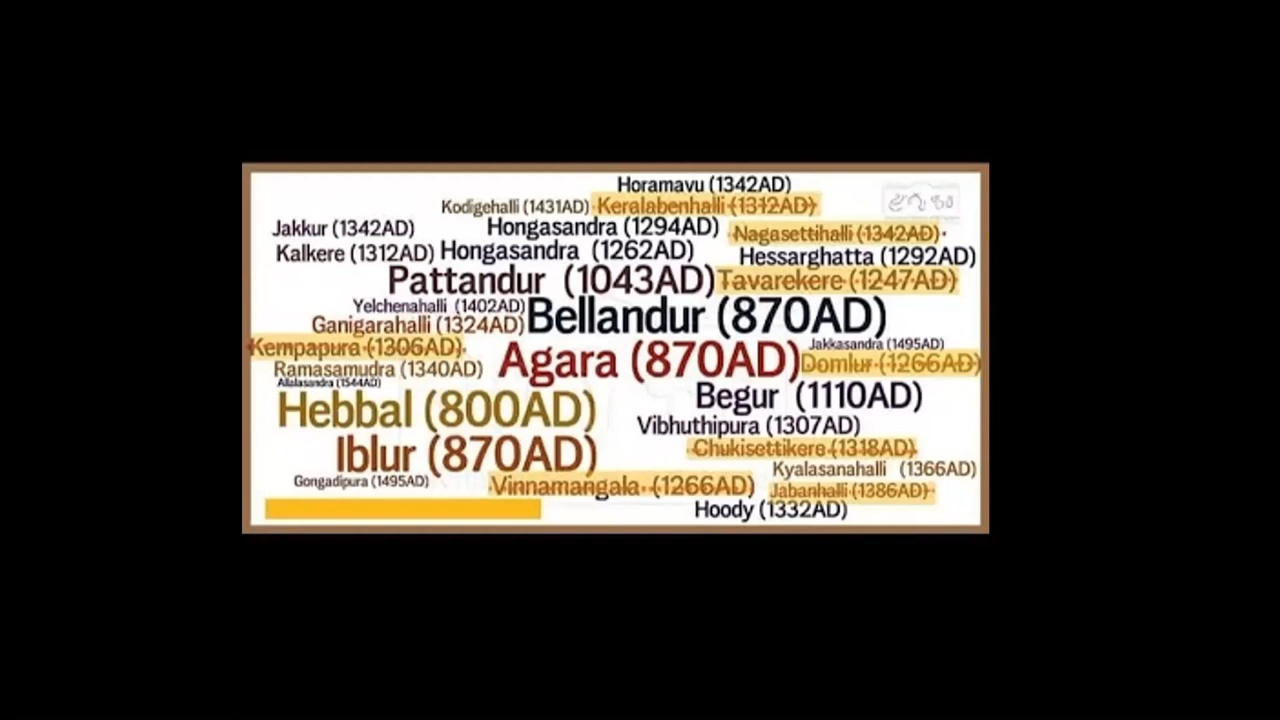 Horamavu (1342AD)
Kodigehalli (1431AD) Keralabenhalli (1312AD)
Jakkur (1342AD) Hongasandra (1294AD) Nagasettihalli (1342AD)
Kalkere (1312AD) Hongasandra (1262AD) Hessarghatta (1292AD)
Pattandur (1043AD) Tavarekere (1247AD)
Yelchenahalli (1402AD) Bellandur (870AD)
Ganigarahalli (1324AD)
Kempapura (1306AD) Agara (870AD) Jakkasandra (1495AD)
Ramasamudra (1340AD) Domlur (1266AD)
Allalasandra (1544AD)
Hebbal (800AD) Begur (1110AD)
Vibhuthipura (1307AD)
Iblur (870AD) Chukisettikere (1318AD)
Kyalasanahalli (1366AD)
Gongadipura (1495AD) Vinnamangala (1266AD) Jabanhalli (1386AD)
Hoody (1332AD)